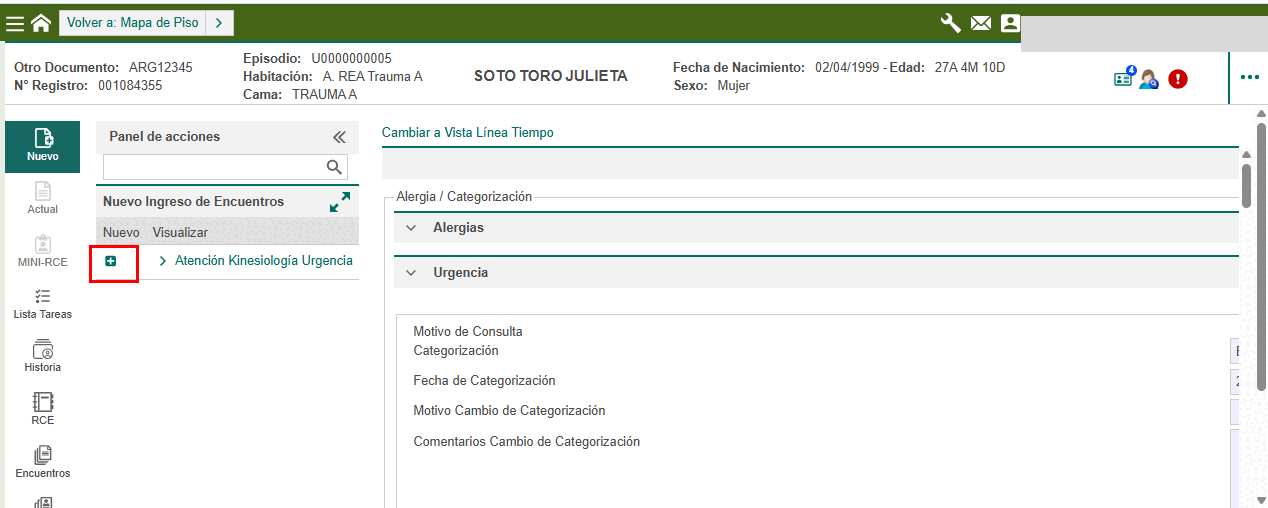 Volver a: Mapa de Piso
Otro Documento: ARG12345
Nº Registro: 001084355
Episodio: U0000000005
Habitación: A. REA Trauma A
Cama: TRAUMA A
SOTO TORO JULIETA
Fecha de Nacimiento: 02/04/1999 - Edad: 27A 4M 10D
Sexo: Mujer
4
Nuevo
Actual
MINI-RCE
Lista Tareas
Historia
RCE
Encuentros
Panel de acciones
Nuevo Ingreso de Encuentros
Nuevo Visualizar
Atención Kinesiología Urgencia
Cambiar a Vista Línea Tiempo
Alergia / Categorización
Alergias
Urgencia
Motivo de Consulta
Categorización
Fecha de Categorización
Motivo Cambio de Categorización
Comentarios Cambio de Categorización